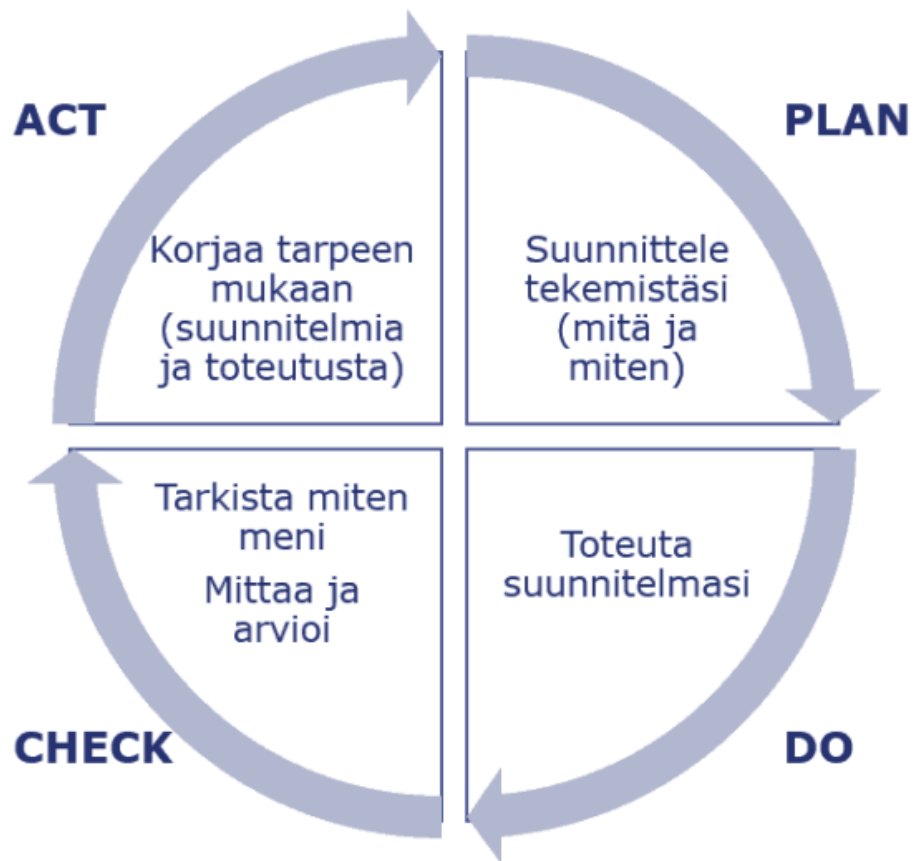 ACT
PLAN
Korjaa tarpeen
mukaan
(suunnitelmia
ja toteutusta)
Suunnittele
tekemistäsi
(mitä ja
miten)
Tarkista miten
meni
Mittaa ja
arvioi
Toteuta
suunnitelmasi
CHECK
DO